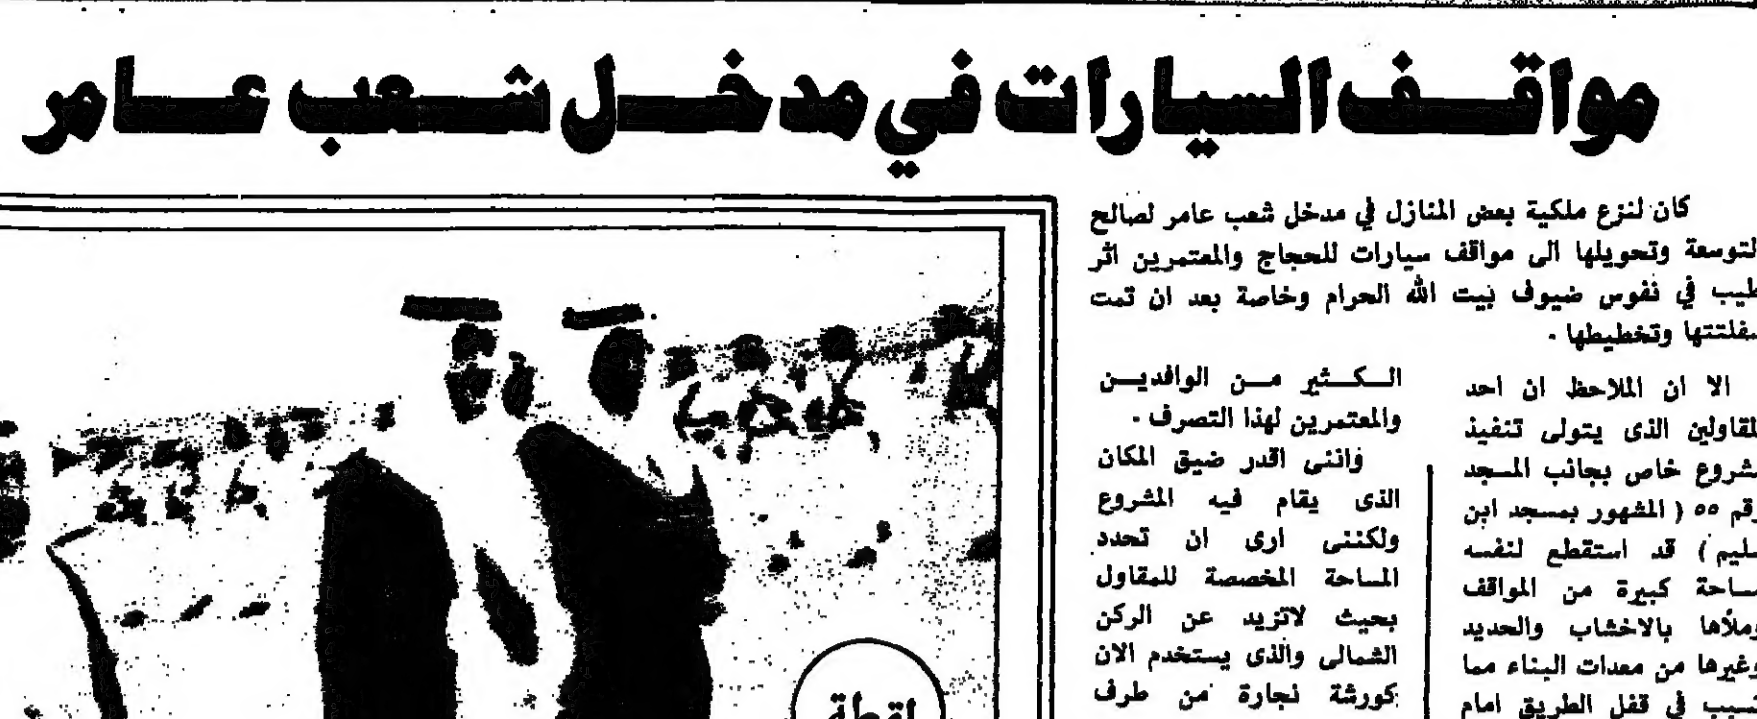 مواقف السيارات في مدخل شعب عامر
كان لنزع ملكية بعض المنازل في مدخل شعب عامر لصالح
لتوسعة وتحويلها الى مواقف سيارات للحجاج والمعتمرين اثر
طيب في نفوس ضيوف بيت الله الحرام وخاصة بعد ان تمت
سفلتتها وتخطيطها .
الا ان الملاحظ ان احد
لمقاولين الذى يتولى تنفيذ
مشروع خاص بجانب المسجد
رقم ٥٥ ( المشهور بمسجد ابن
سليم ) قد استقطع لنفسه
مساحة كبيرة من المواقف
وملأها بالاخشاب والحديد
وغيرها من معدات البناء مما
تسبب في قفل الطريق امام
الكثير من الوافدين
والمعتمرين لهذا التصرف .
وانني اقدر ضيق المكان
الذى يقام فيه المشروع
ولكننى ارى ان تحدد
المساحة المخصصة للمقاول
بحيث لاتزيد عن الركن
الشمالى والذى يستخدم الان
كورشة نجارة من طرف
لقطة